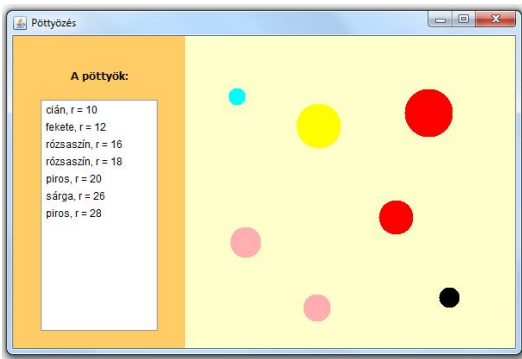 Pöttyözés
A pöttyök:
cián, r = 10
fekete, r = 12
rózsaszín, r = 16
rózsaszín, r = 18
piros, r = 20
sárga, r = 26
piros, r = 28